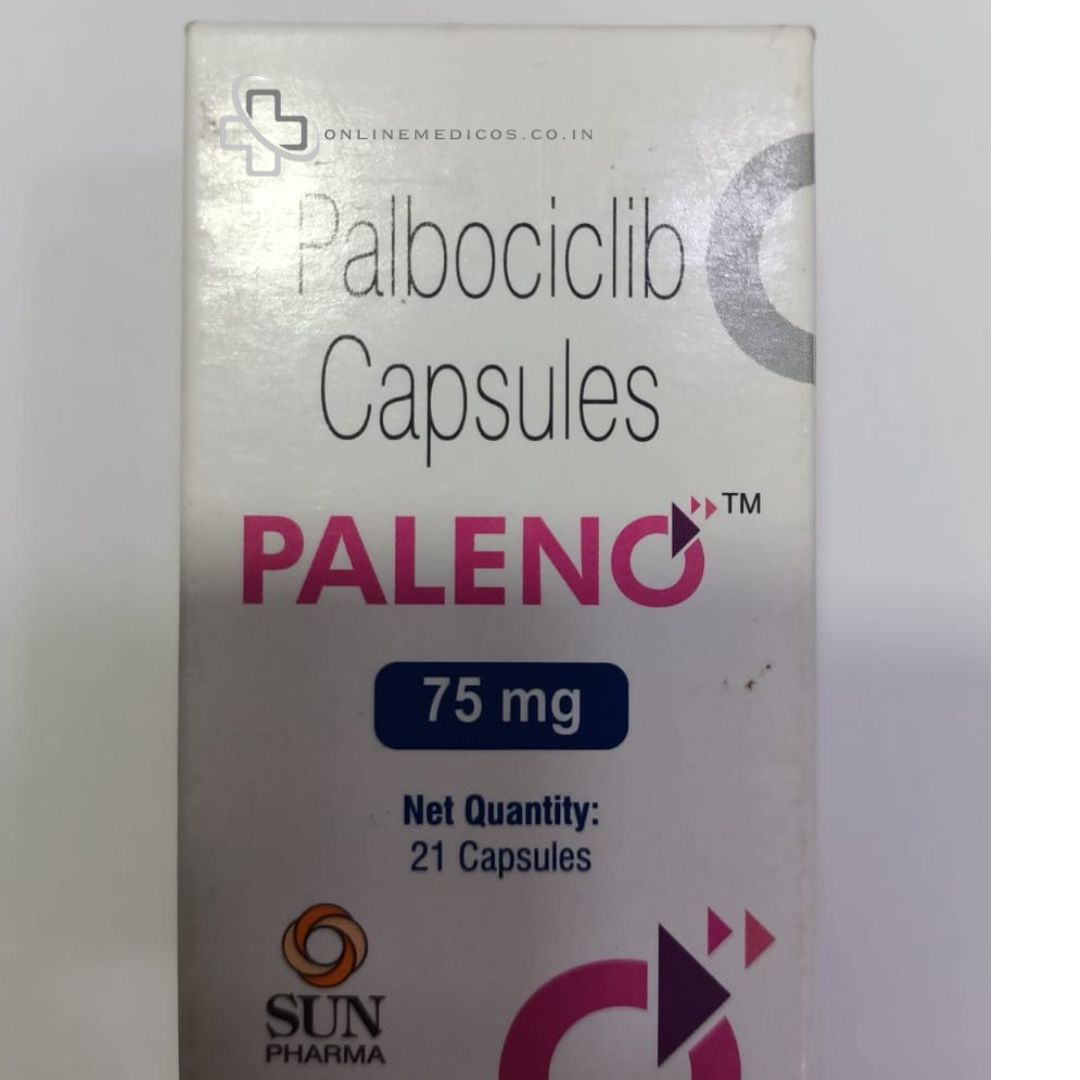 ONLINEMEDICOS.CO.IN
Palbociclib
Capsules
PALENO™
75 mg
Net Quantity:
21 Capsules
SUN
PHARMA